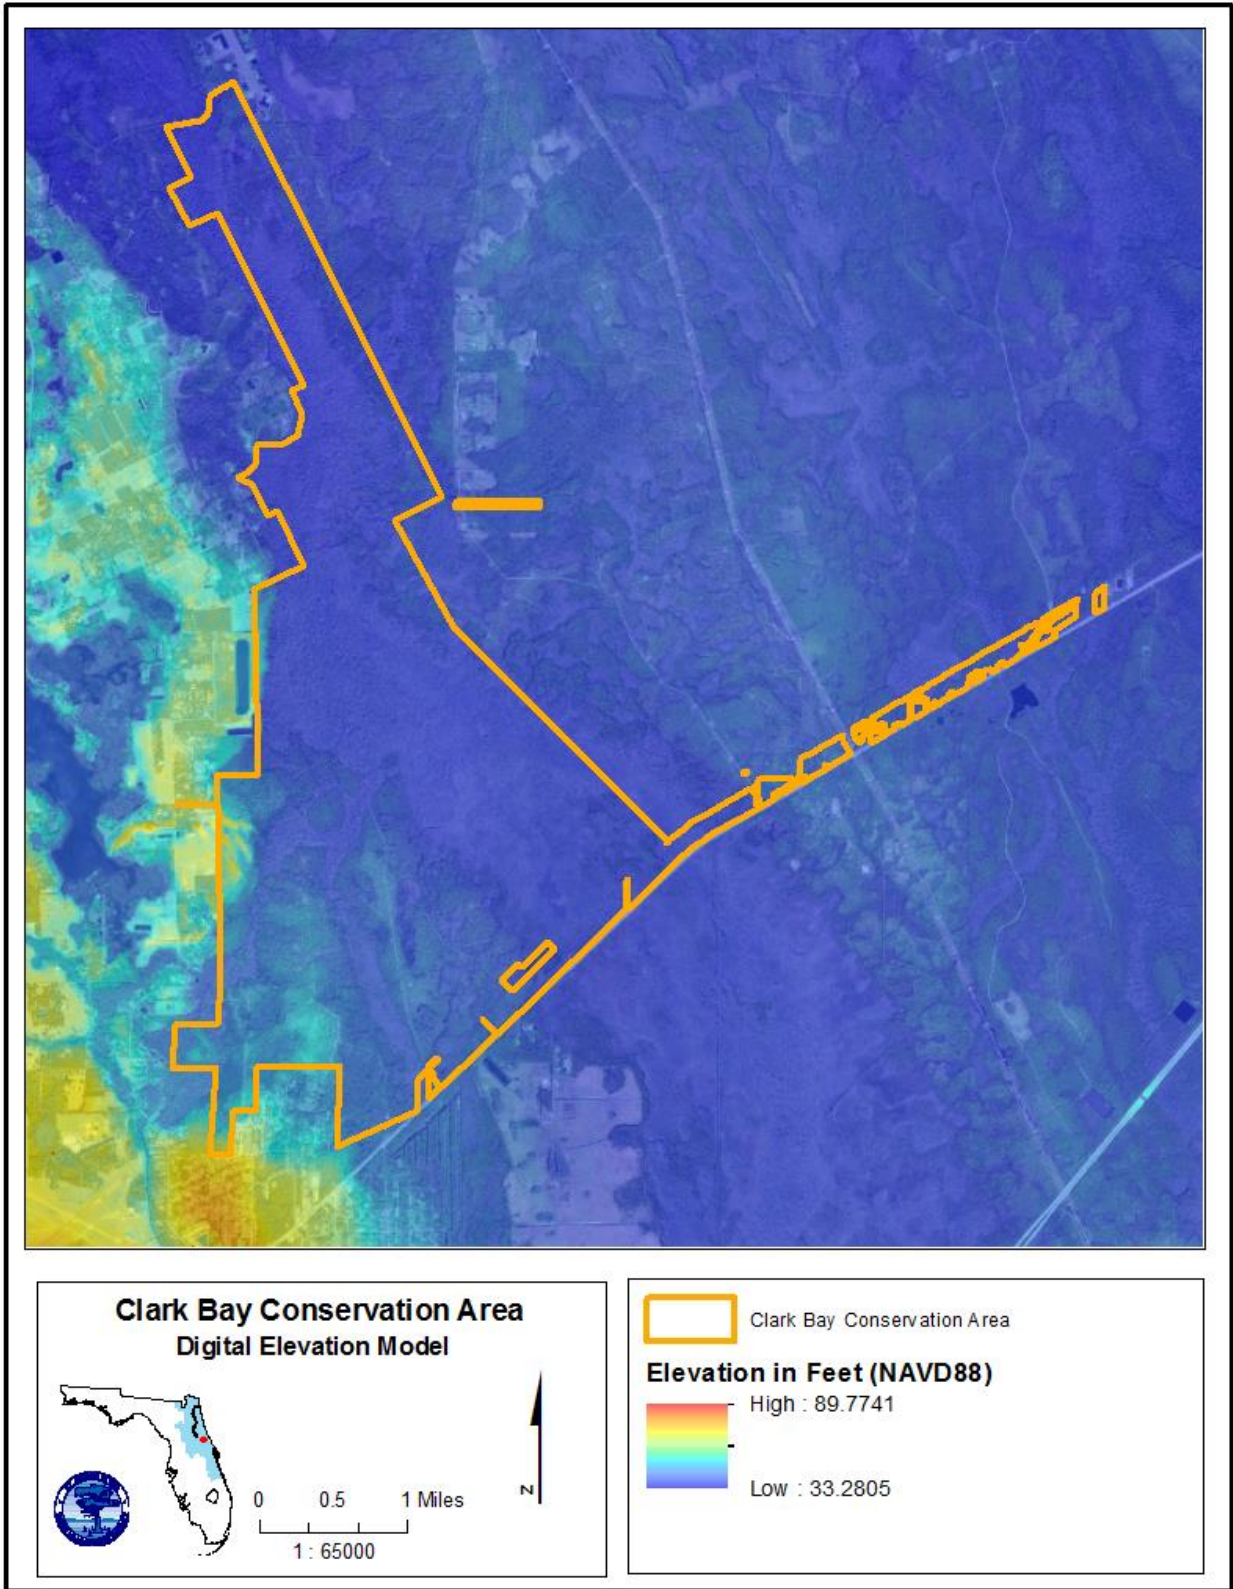 Clark Bay Conservation Area
Digital Elevation Model
0 0.5 1 Miles
1 : 65000
N
Clark Bay Conservation Area
Elevation in Feet (NAVD88)
High : 89.7741
Low : 33.2805